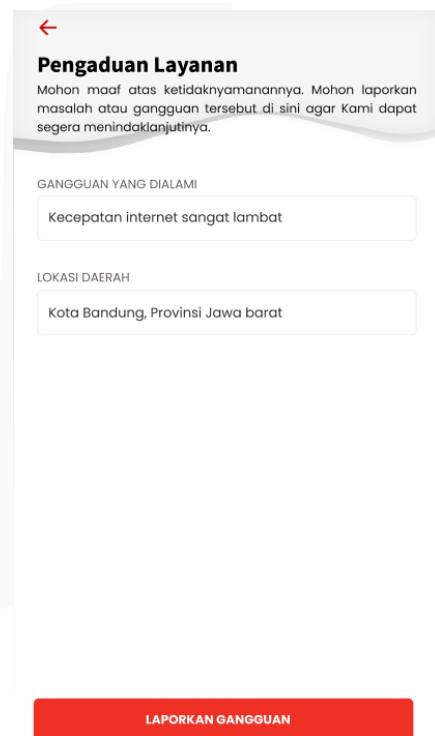 Pengaduan Layanan
Mohon maaf atas ketidaknyamanannya. Mohon laporkan
masalah atau gangguan tersebut di sini agar Kami dapat
segera menindaklanjutinya.
GANGGUAN YANG DIALAMI
Kecepatan internet sangat lambat
LOKASI DAERAH
Kota Bandung, Provinsi Jawa barat
LAPORKAN GANGGUAN